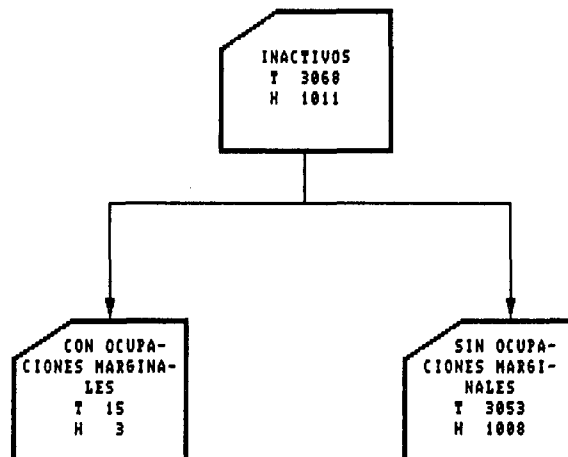 INACTIVOS
T 3068
H 1011
CON OCUPA-
CIONES MARGINA-
LES
T 15
H 3
SIN OCUPA-
CIONES MARGI-
NALES
T 3053
H 1008